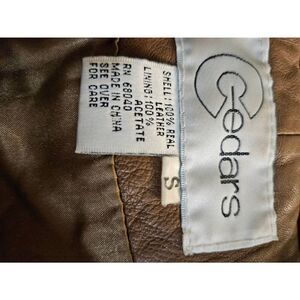 Cedars
S
SHELL: 100% REAL
LEATHER
LINING: 100%
ACETATE
RN 68040
MADE IN CHINA
SEE OVER
FOR CARE